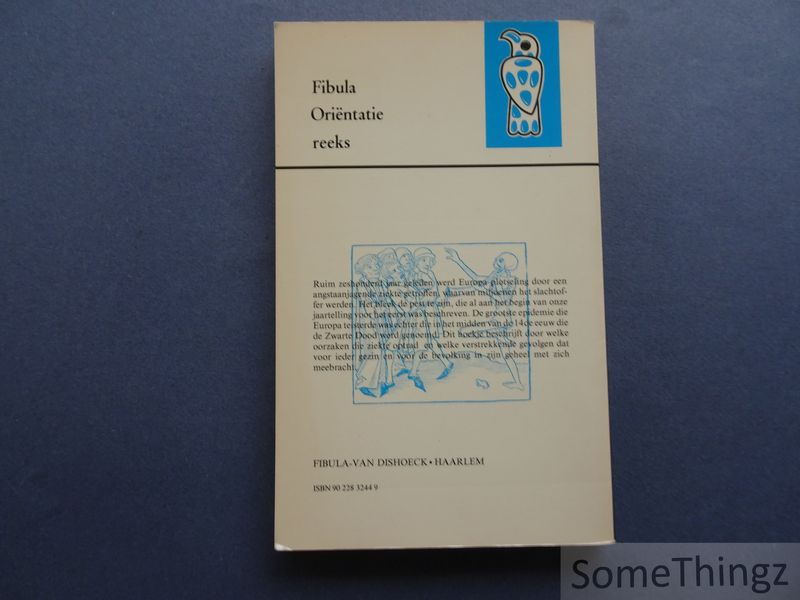 Fibula
Oriëntatie
reeks
Ruim zeshonderd jaar geleden werd Europa plotseling door een
angstaanjagende ziekte getroffen, waarvan miljoenen het slachtof-
fer werden. Het bleek de pest te zijn, die al aan het begin van onze
jaartelling voor het eerst was beschreven. De grootste epidemie die
Europa teisterde was echter die in het midden van de 14de eeuw die
de Zwarte Dood werd genoemd. Dit boekje beschrijft door welke
oorzaken die ziekte optrad en welke verstrekkende gevolgen dat
voor ieder gezin en voor de bevolking in zijn geheel met zich
meebracht.
FIBULA-VAN DISHOECK • HAARLEM
ISBN 90 228 3244 9
SomeThingz